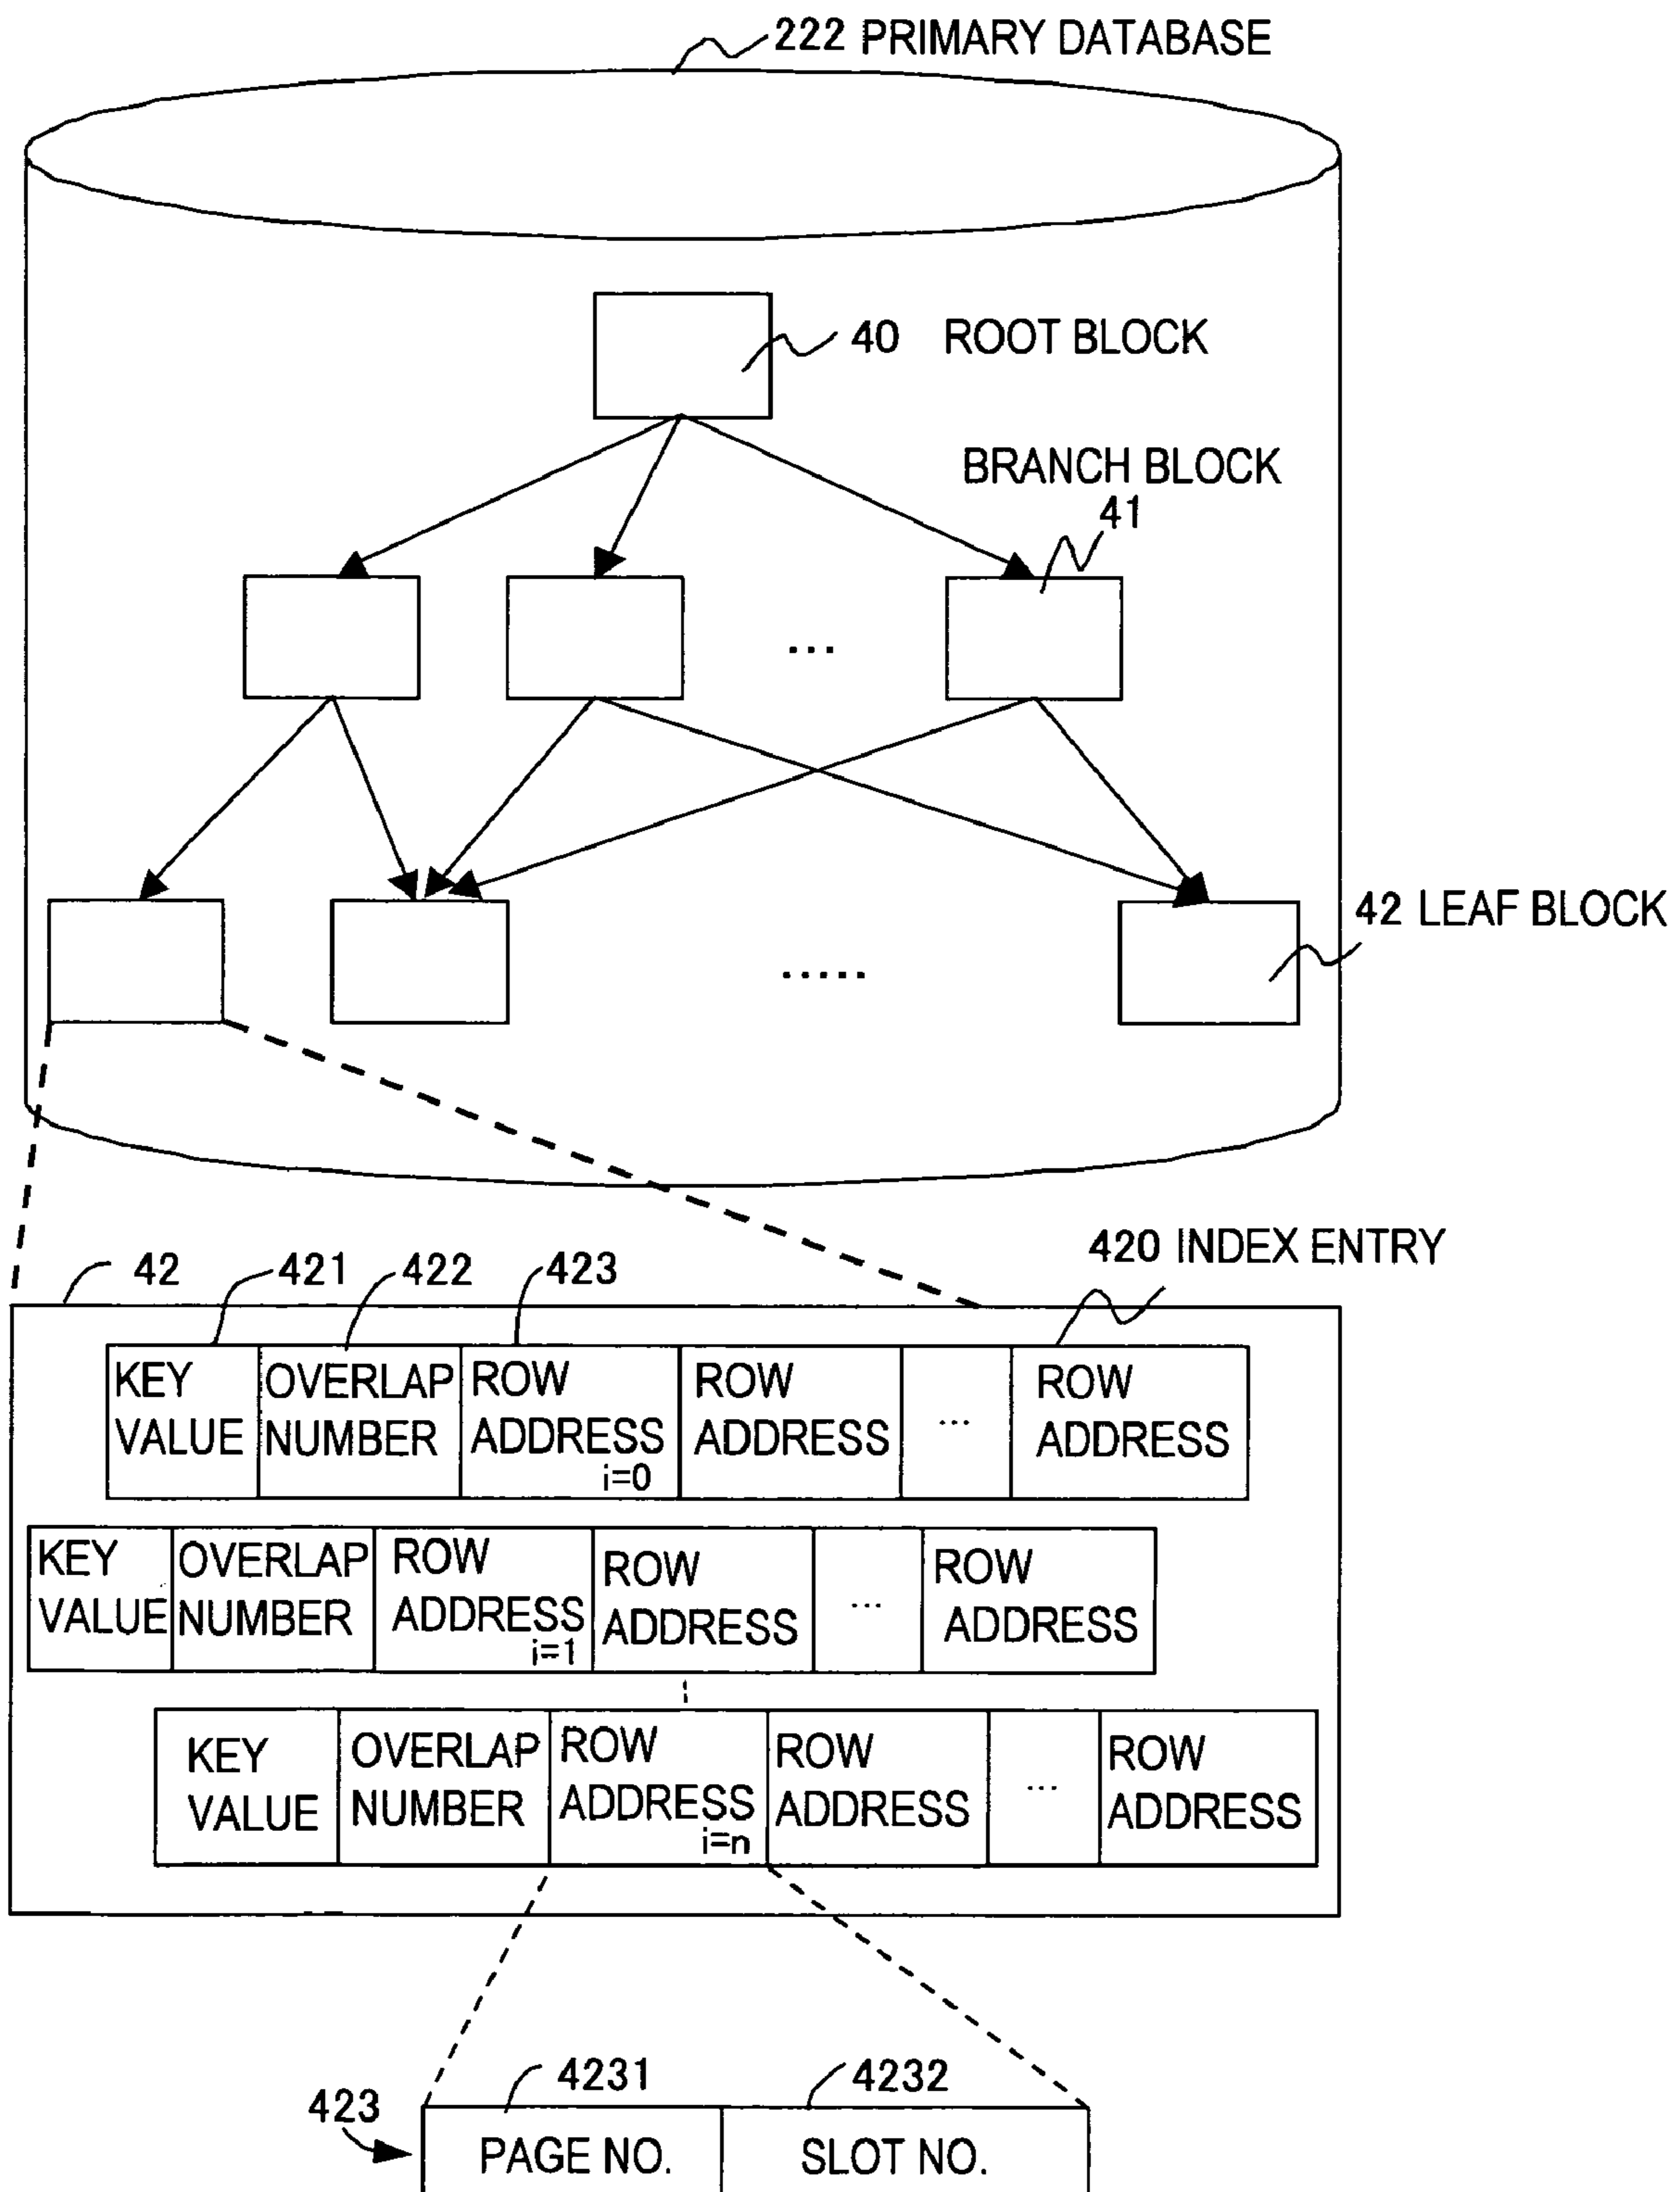 222 PRIMARY DATABASE
40 ROOT BLOCK
BRANCH BLOCK
41
...
42 LEAF BLOCK
.....
420 INDEX ENTRY
42 421 422 423
KEY OVERLAP ROW ROW ROW
VALUE NUMBER ADDRESS ADDRESS ... ADDRESS
i=0
KEY OVERLAP ROW ROW ROW
VALUE NUMBER ADDRESS ADDRESS ... ADDRESS
i=1
KEY OVERLAP ROW ROW ROW
VALUE NUMBER ADDRESS ADDRESS ... ADDRESS
i=n
4231 4232
423
PAGE NO. SLOT NO.